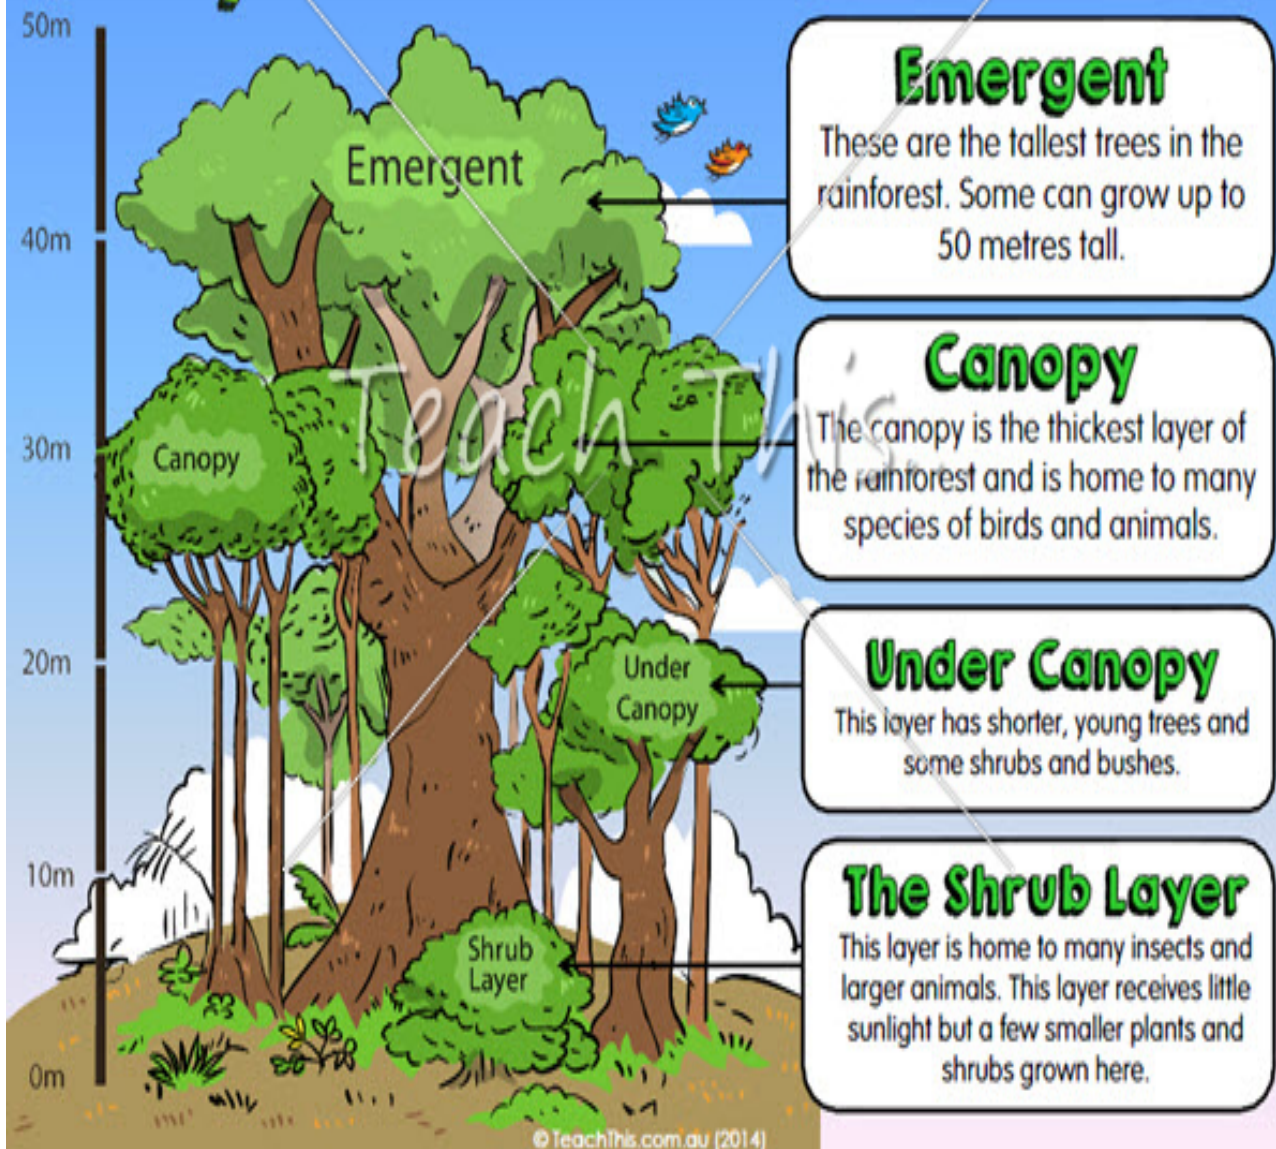 50m
40m
30m
20m
10m
0m
Emergent
Canopy
Under
Canopy
Shrub
Layer
Emergent
These are the tallest trees in the
rainforest. Some can grow up to
50 metres tall.
Canopy
The canopy is the thickest layer of
the rainforest and is home to many
species of birds and animals.
Under Canopy
This layer has shorter, young trees and
some shrubs and bushes.
The Shrub Layer
This layer is home to many insects and
larger animals. This layer receives little
sunlight but a few smaller plants and
shrubs grown here.
Teach This...
© TeachThis.com.au (2014)